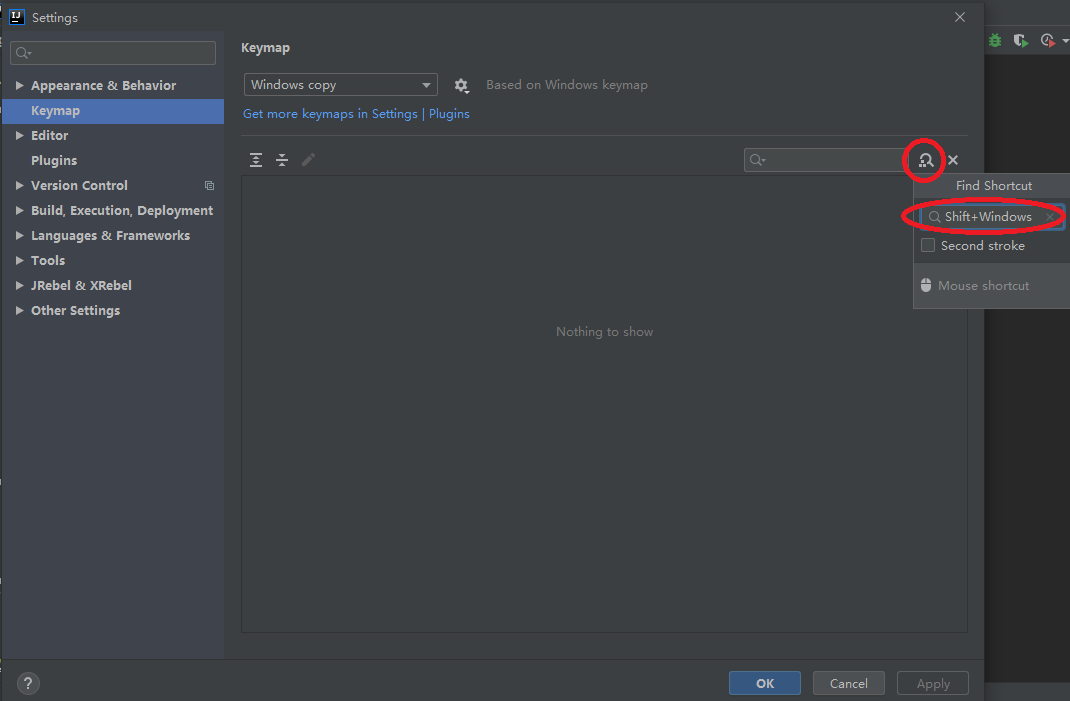 Settings
Keymap
Windows copy
Based on Windows keymap
Get more keymaps in Settings | Plugins
Appearance & Behavior
Keymap
Editor
Plugins
Version Control
Build, Execution, Deployment
Languages & Frameworks
Tools
JRebel & XRebel
Other Settings
Find Shortcut
Shift+Windows
Second stroke
Mouse shortcut
Nothing to show
?
OK
Cancel
Apply